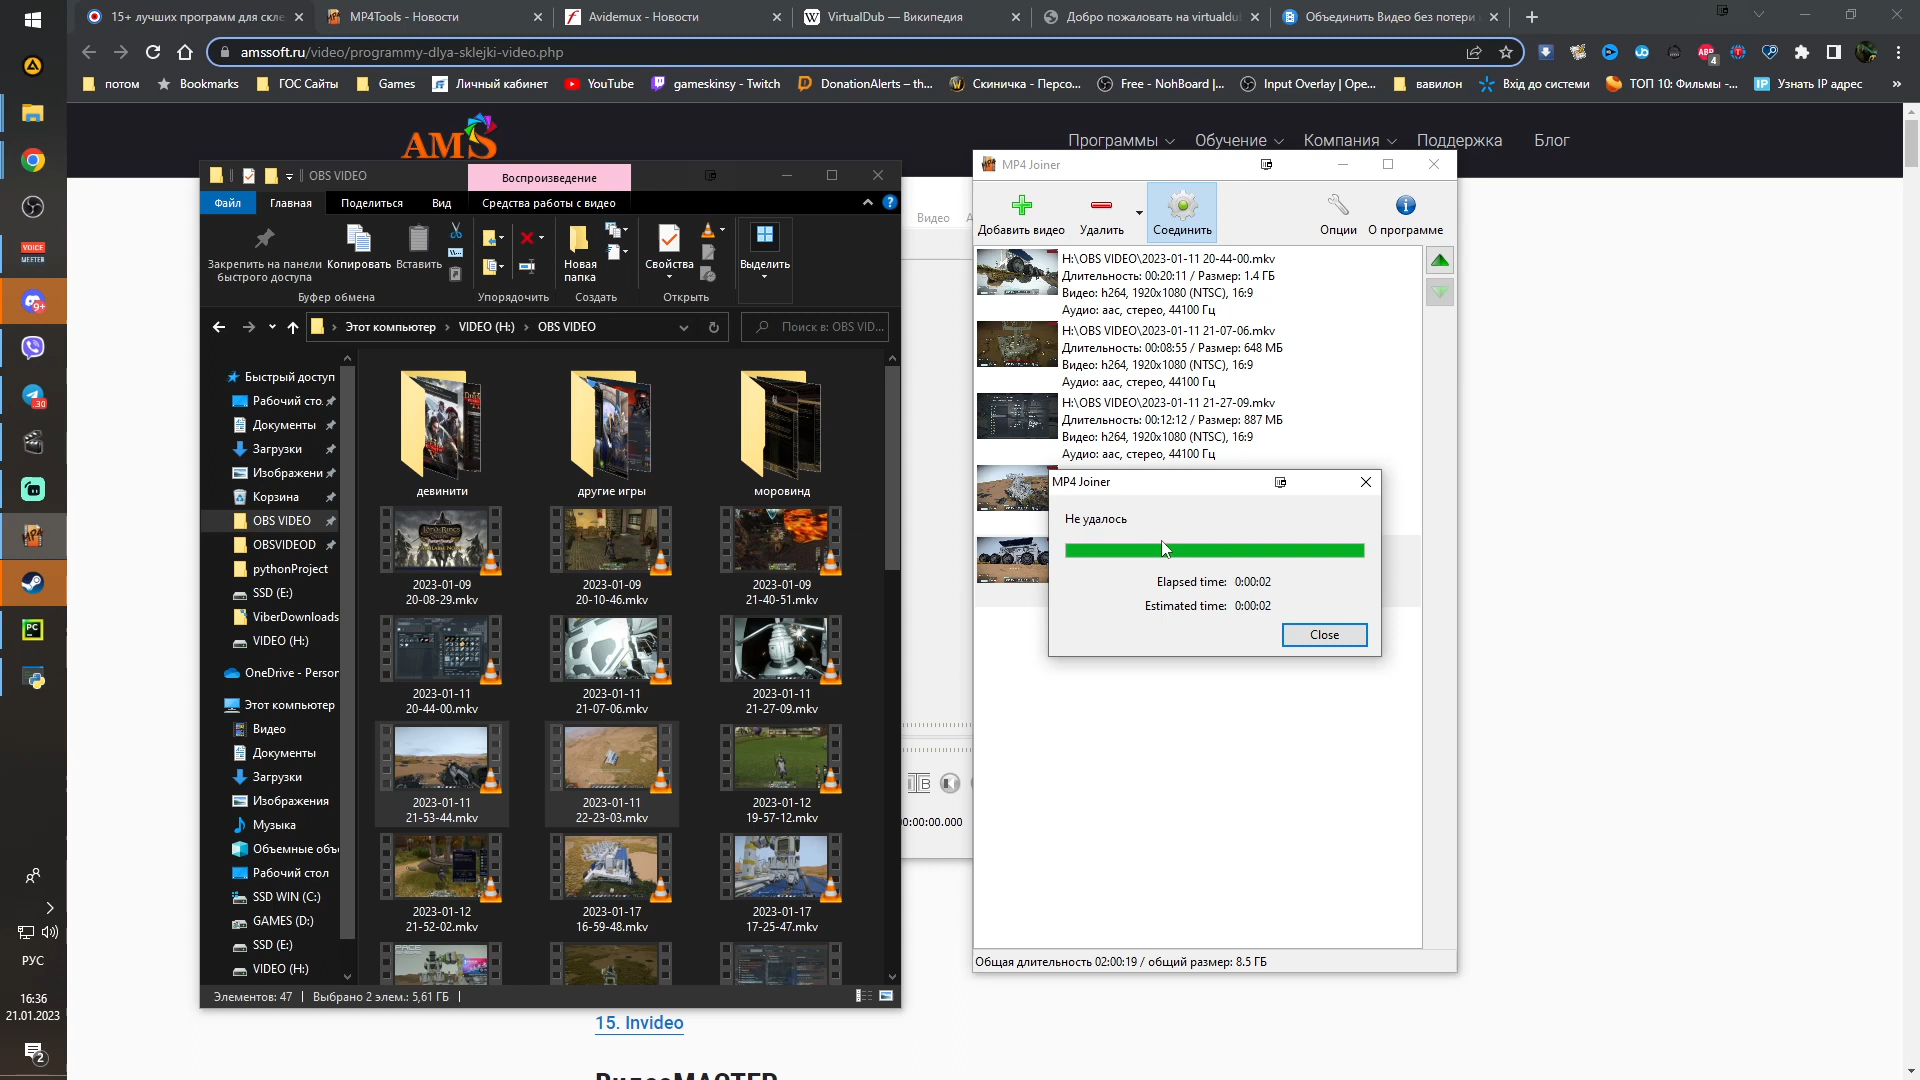 15+ лучших программ для скле
MP4Tools - Новости
Avidemux - Новости
VirtualDub — Википедия
Добро пожаловать на virtualdu
Объединить Видео без потери
amssoft.ru/video/programmy-dlya-sklejki-video.php
потом
Bookmarks
ГОС Сайты
Games
Личный кабинет
YouTube
gameskinsy - Twitch
DonationAlerts – th...
Скиничка - Персо...
Free - NohBoard |...
Input Overlay | Ope...
вавилон
Вхід до системи
ТОП 10: Фильмы -...
Узнать IP адрес
»
AMS
Программы
Обучение
Компания
Поддержка
Блог
OBS VIDEO
Воспроизведение
Файл
Главная
Поделиться
Вид
Средства работы с видео
Закрепить на панели
быстрого доступа
Копировать
Вставить
Новая
папка
Свойства
Выделить
Буфер обмена
Упорядочить
Создать
Открыть
Этот компьютер
VIDEO (H:)
OBS VIDEO
Поиск в: OBS VID...
Быстрый доступ
Рабочий сто.
Документы
Загрузки
Изображени
Корзина
OBS VIDEO
OBSVIDEOD
pythonProject
SSD (E:)
ViberDownloads
VIDEO (H:)
OneDrive - Person
Этот компьютер
Видео
Документы
Загрузки
Изображения
Музыка
Объемные объ
Рабочий стол
SSD WIN (C:)
GAMES (D:)
SSD (E:)
VIDEO (H:)
девинити
другие игры
моровинд
2023-01-09
20-08-29.mkv
2023-01-09
20-10-46.mkv
2023-01-09
21-40-51.mkv
2023-01-11
20-44-00.mkv
2023-01-11
21-07-06.mkv
2023-01-11
21-27-09.mkv
2023-01-11
21-53-44.mkv
2023-01-11
22-23-03.mkv
2023-01-12
19-57-12.mkv
2023-01-12
21-52-02.mkv
2023-01-17
16-59-48.mkv
2023-01-17
17-25-47.mkv
Элементов: 47
Выбрано 2 элем.: 5,61 ГБ
Видео
0:00:00.000
MP4 Joiner
Добавить видео
Удалить
Соединить
Опции
О программе
H:\OBS VIDEO\2023-01-11 20-44-00.mkv
Длительность: 00:20:11 / Размер: 1.4 ГБ
Видео: h264, 1920x1080 (NTSC), 16:9
Аудио: aac, стерео, 44100 Гц
H:\OBS VIDEO\2023-01-11 21-07-06.mkv
Длительность: 00:08:55 / Размер: 648 МБ
Видео: h264, 1920x1080 (NTSC), 16:9
Аудио: aac, стерео, 44100 Гц
H:\OBS VIDEO\2023-01-11 21-27-09.mkv
Длительность: 00:12:12 / Размер: 887 МБ
Видео: h264, 1920x1080 (NTSC), 16:9
Аудио: aac, стерео, 44100 Гц
MP4 Joiner
Не удалось
Elapsed time: 0:00:02
Estimated time: 0:00:02
Close
Общая длительность 02:00:19 / общий размер: 8.5 ГБ
15. Invideo
ВидеоМАСТЕР
VOICE
MEETER
РУС
16:36
21.01.2023
2